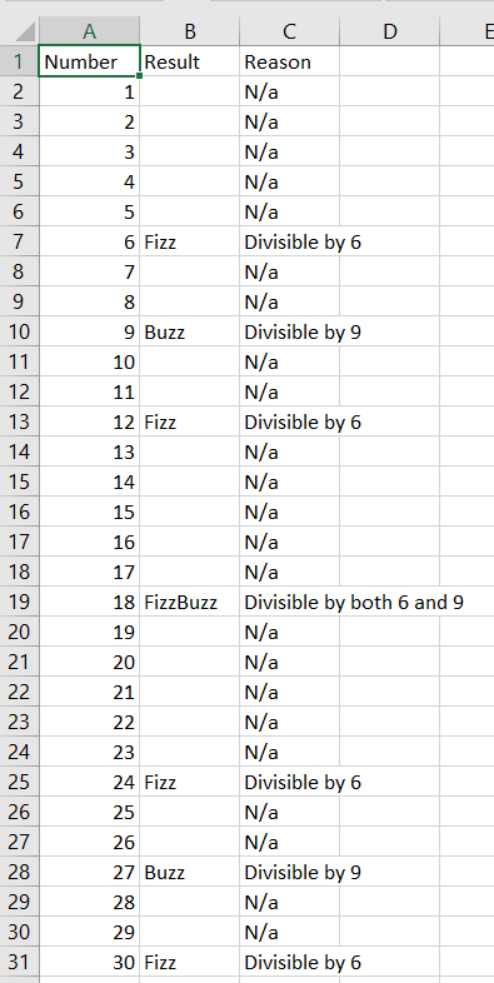 A B C D E
1 Number Result Reason
2 1 N/a
3 2 N/a
4 3 N/a
5 4 N/a
6 5 N/a
7 6 Fizz Divisible by 6
8 7 N/a
9 8 N/a
10 9 Buzz Divisible by 9
11 10 N/a
12 11 N/a
13 12 Fizz Divisible by 6
14 13 N/a
15 14 N/a
16 15 N/a
17 16 N/a
18 17 N/a
19 18 FizzBuzz Divisible by both 6 and 9
20 19 N/a
21 20 N/a
22 21 N/a
23 22 N/a
24 23 N/a
25 24 Fizz Divisible by 6
26 25 N/a
27 26 N/a
28 27 Buzz Divisible by 9
29 28 N/a
30 29 N/a
31 30 Fizz Divisible by 6